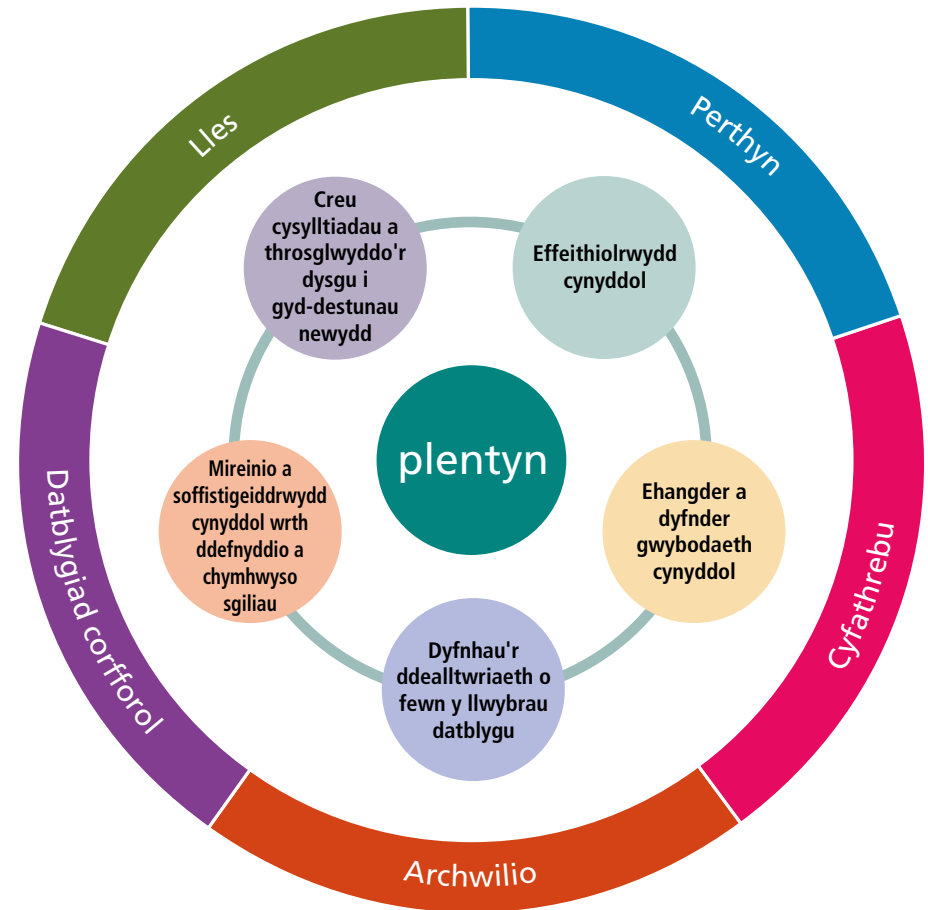 Lles
Perthyn
Creu
cysylltiadau a
throsglwyddo'r
dysgu i
gyd-destunau
newydd
Effeithiolrwydd
cynyddol
plentyn
Mireinio a
soffistigeiddrwydd
cynyddol wrth
ddefnyddio a
chymhwyso
sgiliau
Ehangder a
dyfnder
gwybodaeth
cynyddol
Dyfnhau'r
ddealltwriaeth o
fewn y llwybrau
datblygu
Datblygiad corfforol
Cyfathrebu
Archwilio